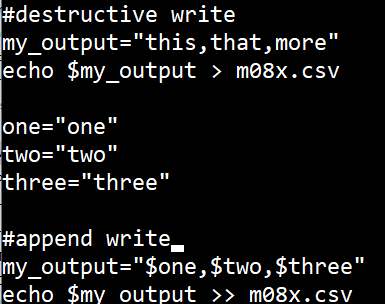 #destructive write
my_output="this,that,more"
echo $my_output > m08x.csv
one="one"
two="two"
three="three"
#append write
my_output="$one,$two,$three"
echo $my_output >> m08x.csv